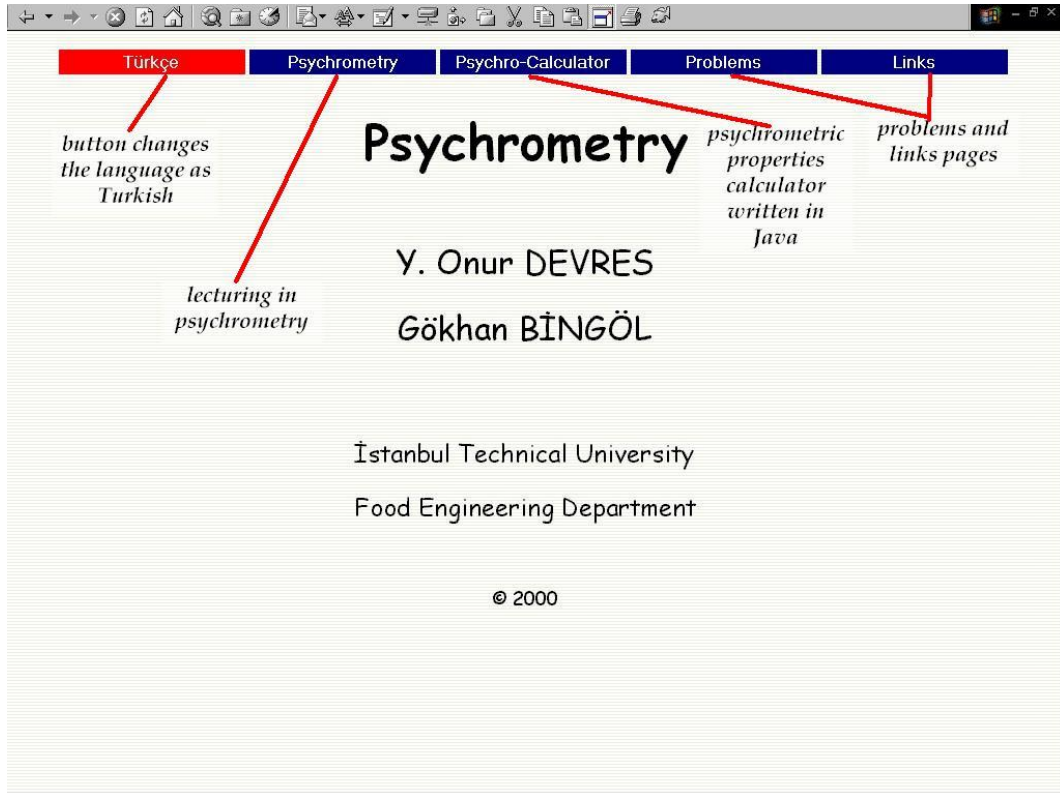 Türkçe
Psychrometry
Psychro-Calculator
Problems
Links
button changes
the language as
Turkish
Psychrometry
psychrometric
properties
calculator
written in
Java
problems and
links pages
lecturing in
psychrometry
Y. Onur DEVRES
Gökhan BİNGÖL
İstanbul Technical University
Food Engineering Department
© 2000